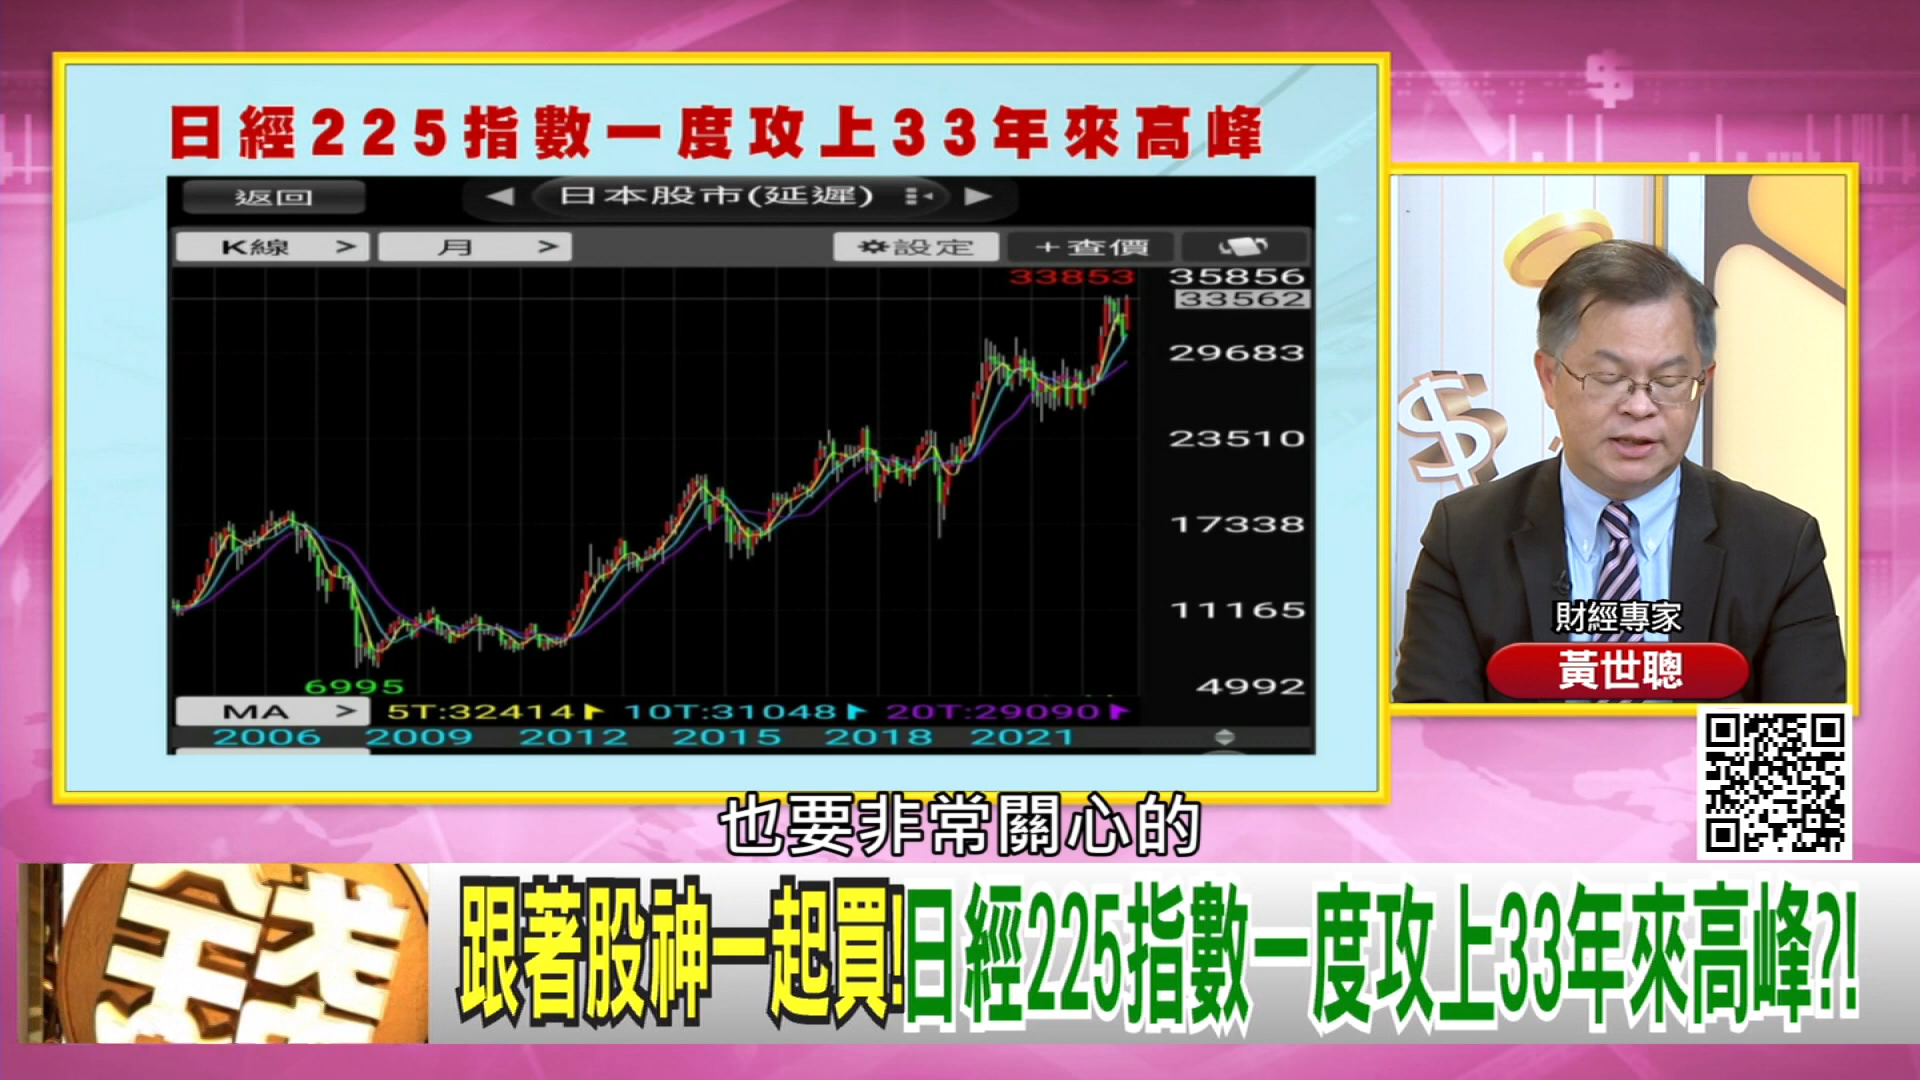 日經225指數一度攻上33年來高峰
返回
日本股市(延遲)
K線 >
月 >
設定
+查價
33853
35856
33562
29683
23510
17338
11165
6995
4992
MA >
5T:32414
10T:31048
20T:29090
2006
2009
2012
2015
2018
2021
財經專家
黃世聰
也要非常關心的
跟著股神一起買!日經225指數一度攻上33年來高峰?!